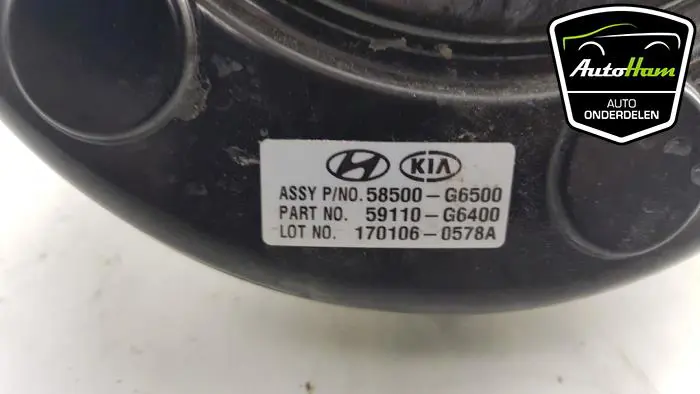 AutoHam
AUTO
ONDERDELEN
KIA
ASSY P/NO. 58500-G6500
PART NO. 59110-G6400
LOT NO. 170106-0578A